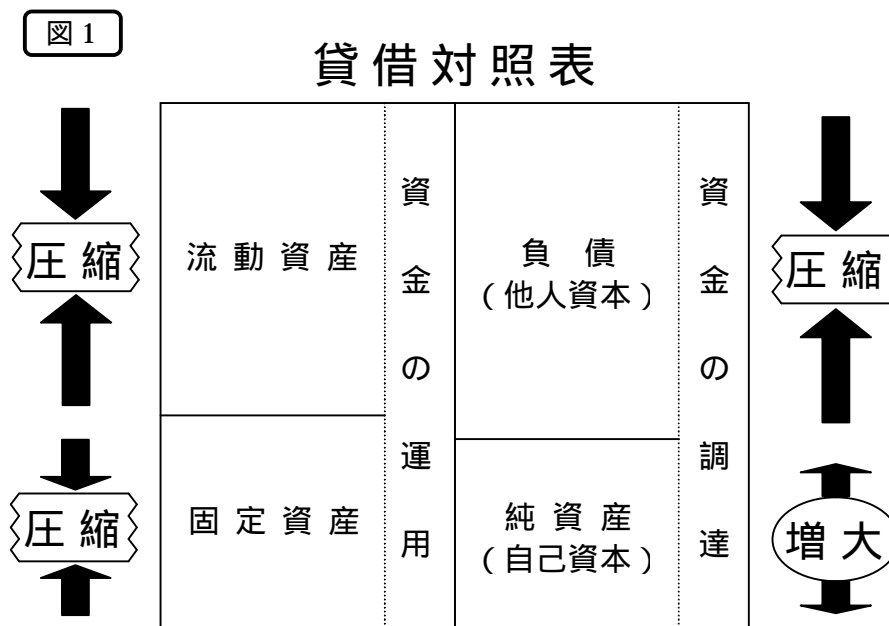 図1
貸借対照表
圧縮
流動資産
資金の運用
負債
(他人資本)
資金の調達
圧縮
圧縮
固定資産
純資産
(自己資本)
増大